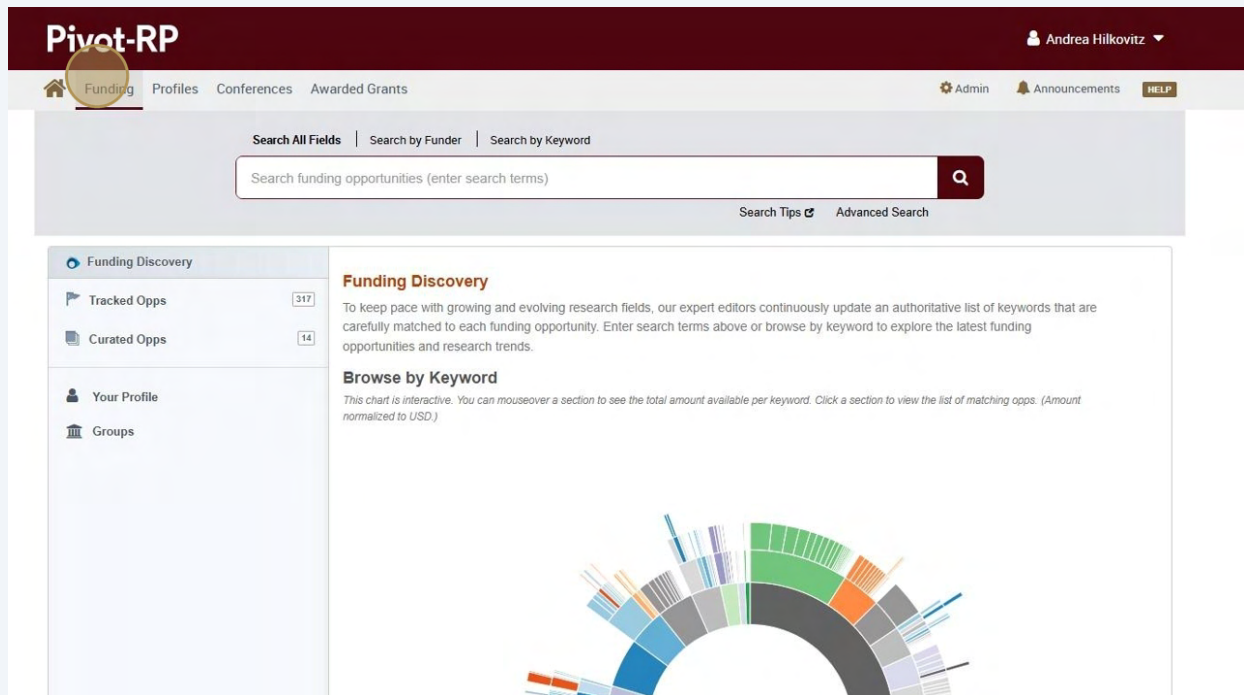 Pivot-RP
Andrea Hilkovitz
Funding Profiles Conferences Awarded Grants
Admin Announcements HELP
Search All Fields | Search by Funder | Search by Keyword
Search funding opportunities (enter search terms)
Search Tips Advanced Search
Funding Discovery
Tracked Opps 317
Curated Opps 14
Your Profile
Groups
Funding Discovery
To keep pace with growing and evolving research fields, our expert editors continuously update an authoritative list of keywords that are
carefully matched to each funding opportunity. Enter search terms above or browse by keyword to explore the latest funding
opportunities and research trends.
Browse by Keyword
This chart is interactive. You can mouseover a section to see the total amount available per keyword. Click a section to view the list of matching opps. (Amount
normalized to USD.)